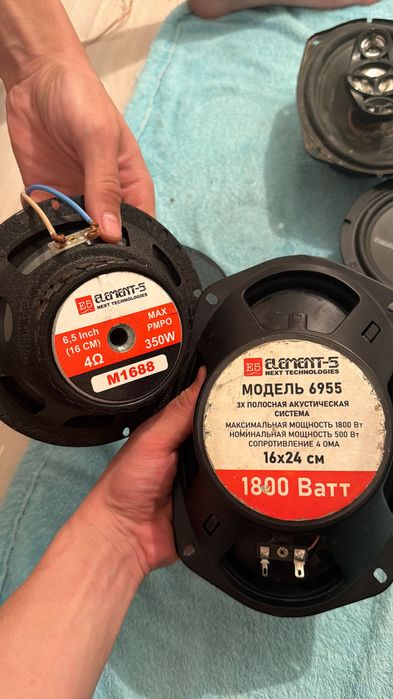 E5 ELEMENT-5
NEXT TECHNOLOGIES
6,5 Inch
(16 CM)
4Ω
MAX
PMPO
350W
M1688
E5 ELEMENT-5
NEXT TECHNOLOGIES
МОДЕЛЬ 6955
3Х ПОЛОСНАЯ АКУСТИЧЕСКАЯ
СИСТЕМА
МАКСИМАЛЬНАЯ МОЩНОСТЬ 1800 Вт
НОМИНАЛЬНАЯ МОЩНОСТЬ 500 Вт
СОПРОТИВЛЕНИЕ 4 ОМА
16х24 см
1800 Ватт